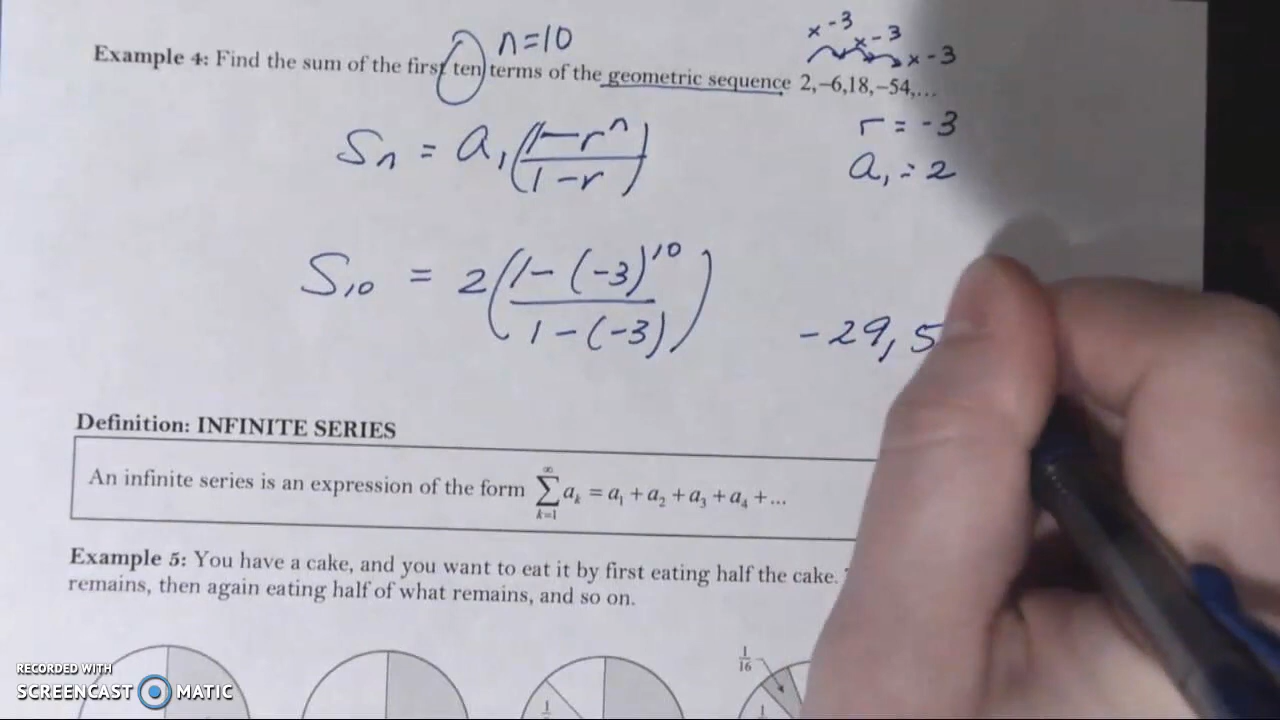 × -3
× -3
× -3
n = 10
Example 4: Find the sum of the first ten terms of the geometric sequence 2,−6,18,−54,...
r = -3
a₁ = 2
Sₙ = a₁((1-rⁿ)/(1-r))
S₁₀ = 2((1-(-3)¹⁰)/(1-(-3)))
-29, 5
Definition: INFINITE SERIES
An infinite series is an expression of the form ∑_{k=1}^{∞} aₖ = a₁ + a₂ + a₃ + a₄ + ...
Example 5: You have a cake, and you want to eat it by first eating half the cake.
remains, then again eating half of what remains, and so on.
1/16
RECORDED WITH
SCREENCAST MATIC